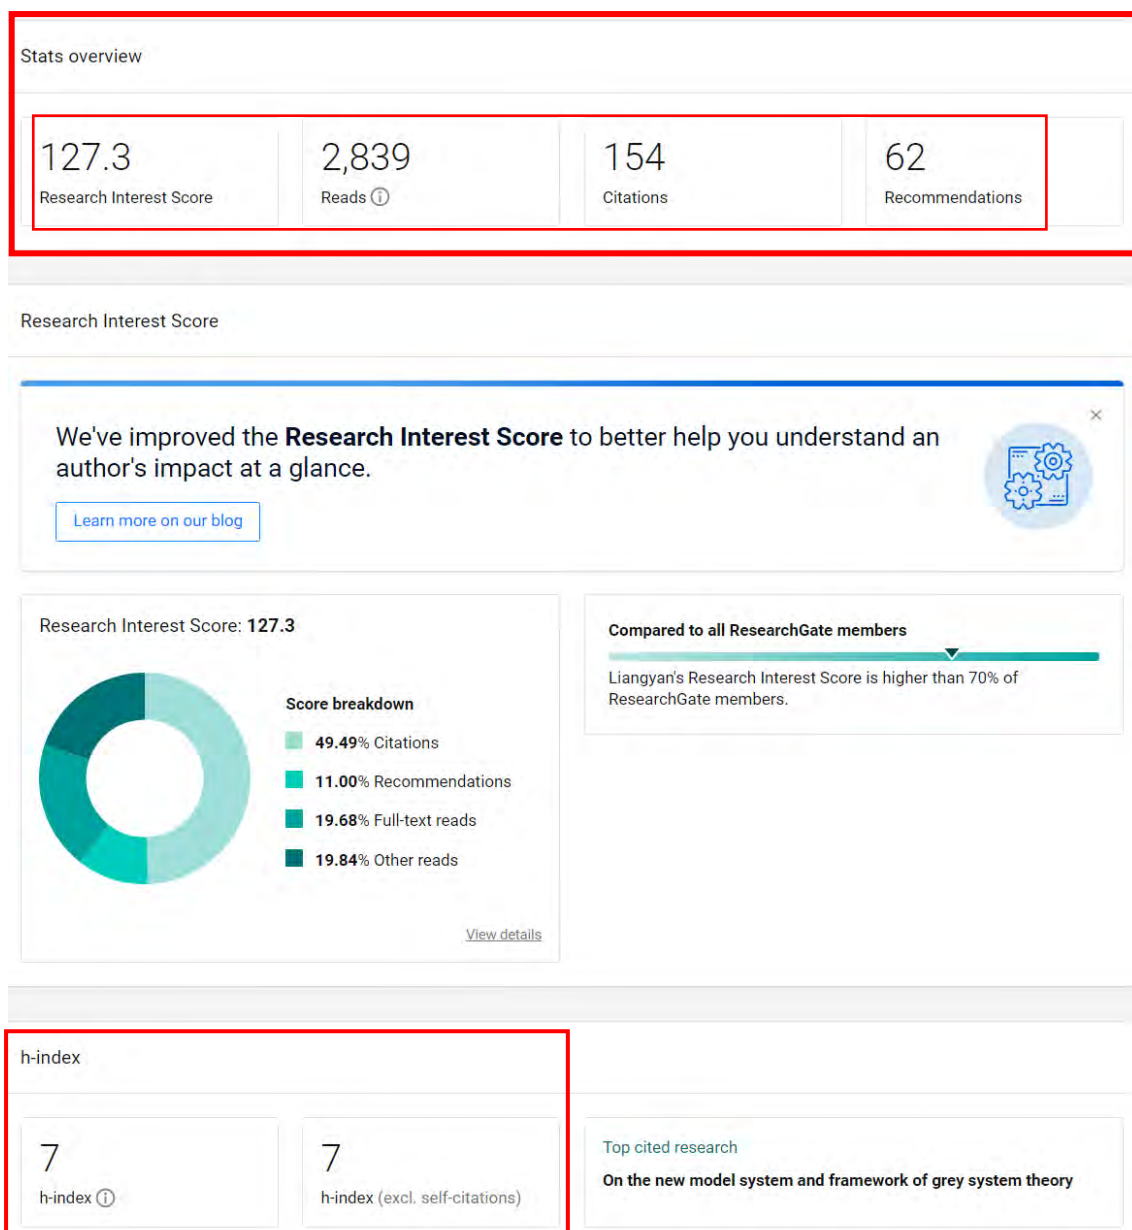 Stats overview
127.3
Research Interest Score
2,839
Reads
154
Citations
62
Recommendations
Research Interest Score
We've improved the Research Interest Score to better help you understand an
author's impact at a glance.
Learn more on our blog
Research Interest Score: 127.3
Score breakdown
49.49% Citations
11.00% Recommendations
19.68% Full-text reads
19.84% Other reads
View details
Compared to all ResearchGate members
Liangyan's Research Interest Score is higher than 70% of
ResearchGate members.
h-index
7
h-index
7
h-index (excl. self-citations)
Top cited research
On the new model system and framework of grey system theory